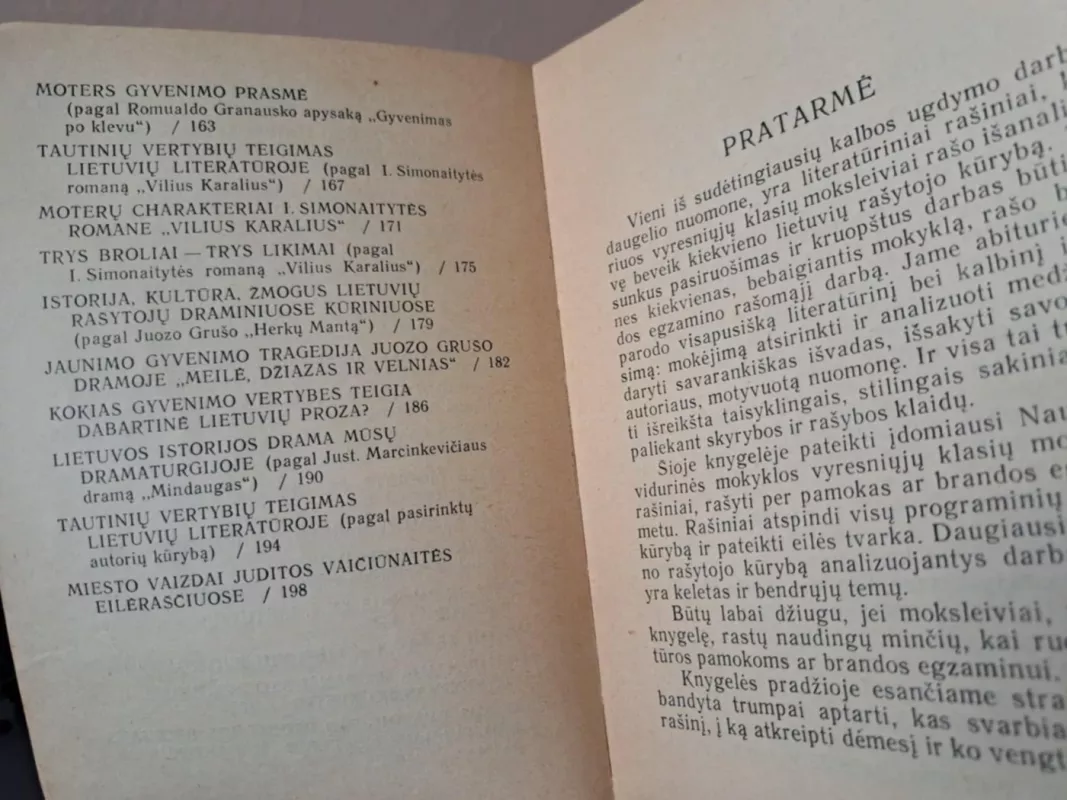 MOTERS GYVENIMO PRASMĖ
(pagal Romualdo Granausko apysaką „Gyvenimas
po klevu“) / 163
TAUTINIŲ VERTYBIŲ TEIGIMAS
LIETUVIŲ LITERATŪROJE (pagal I. Simonaitytės
romaną „Vilius Karalius“) / 167
MOTERŲ CHARAKTERIAI I. SIMONAITYTĖS
ROMANE „VILIUS KARALIUS“ / 171
TRYS BROLIAI — TRYS LIKIMAI (pagal
I. Simonaitytės romaną „Vilius Karalius“) / 175
ISTORIJA, KULTŪRA, ŽMOGUS LIETUVIŲ
RAŠYTOJŲ DRAMINIUOSE KŪRINIUOSE
(pagal Juozo Grušo „Herkų Mantą“) / 179
JAUNIMO GYVENIMO TRAGEDIJA JUOZO GRUŠO
DRAMOJE „MEILĖ, DŽIAZAS IR VELNIAS“ / 182
KOKIAS GYVENIMO VERTYBES TEIGIA
DABARTINĖ LIETUVIŲ PROZA? / 186
LIETUVOS ISTORIJOS DRAMA MŪSŲ
DRAMATURGIJOJE (pagal Just. Marcinkevičiaus
dramą „Mindaugas“) / 190
TAUTINIŲ VERTYBIŲ TEIGIMAS
LIETUVIŲ LITERATŪROJE (pagal pasirinktų
autorių kūrybą) / 194
MIESTO VAIZDAI JUDITOS VAIČIŪNAITĖS
EILĖRAŠČIUOSE / 198
PRATARMĖ
Vieni iš sudėtingiausių kalbos ugdymo darb
daugelio nuomone, yra literatūriniai rašiniai, k
riuos vyresniųjų klasių moksleiviai rašo išanali
vę beveik kiekvieno lietuvių rašytojo kūrybą.
sunkus pasiruošimas ir kruopštus darbas būti
nes kiekvienas, bebaigiantis mokyklą, rašo b
dos egzamino rašomąjį darbą. Jame abiturie
parodo visapusišką literatūrinį bei kalbinį i
simą: mokėjimą atsirinkti ir analizuoti medž
daryti savarankiškas išvadas, išsakyti savo
autoriaus, motyvuotą nuomonę. Ir visa tai t
ti išreikšta taisyklingais, stilingais sakinia
paliekant skyrybos ir rašybos klaidų.
Šioje knygelėje pateikti įdomiausi Nau
vidurinės mokyklos vyresniųjų klasių mo
rašiniai, rašyti per pamokas ar brandos eg
metu. Rašiniai atspindi visų programinių
kūrybą ir pateikti eilės tvarka. Daugiausi
no rašytojo kūrybą analizuojantys darb
yra keletas ir bendrųjų temų.
Būtų labai džiugu, jei moksleiviai,
knygelę, rastų naudingų minčių, kai ruo
tūros pamokoms ar brandos egzaminui.
Knygelės pradžioje esančiame stra
bandyta trumpai aptarti, kas svarbia
rašinį, į ką atkreipti dėmesį ir ko vengt